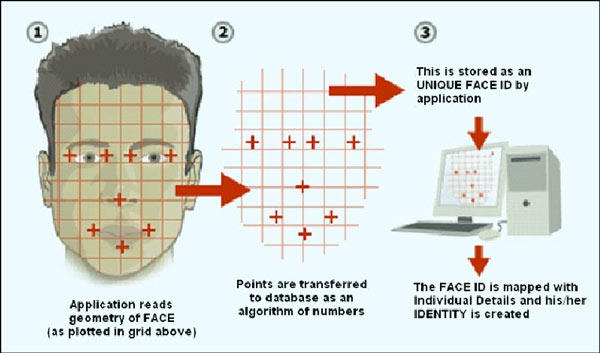 1
2
3
This is stored as an
UNIQUE FACE ID by
application
Application reads
geometry of FACE
(as plotted in grid above)
Points are transferred
to database as an
algorithm of numbers
The FACE ID is mapped with
Individual Details and his/her
IDENTITY is created